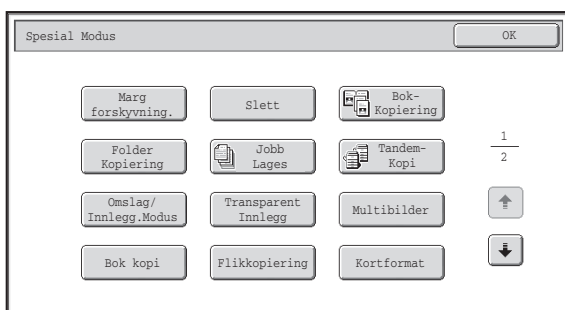 Spesial Modus
OK
Marg
forskyvning.
Slett
Bok-
Kopiering
Folder
Kopiering
Jobb
Lages
Tandem-
Kopi
1
2
Omslag/
Innlegg.Modus
Transparent
Innlegg
Multibilder
Bok kopi
Flikkopiering
Kortformat